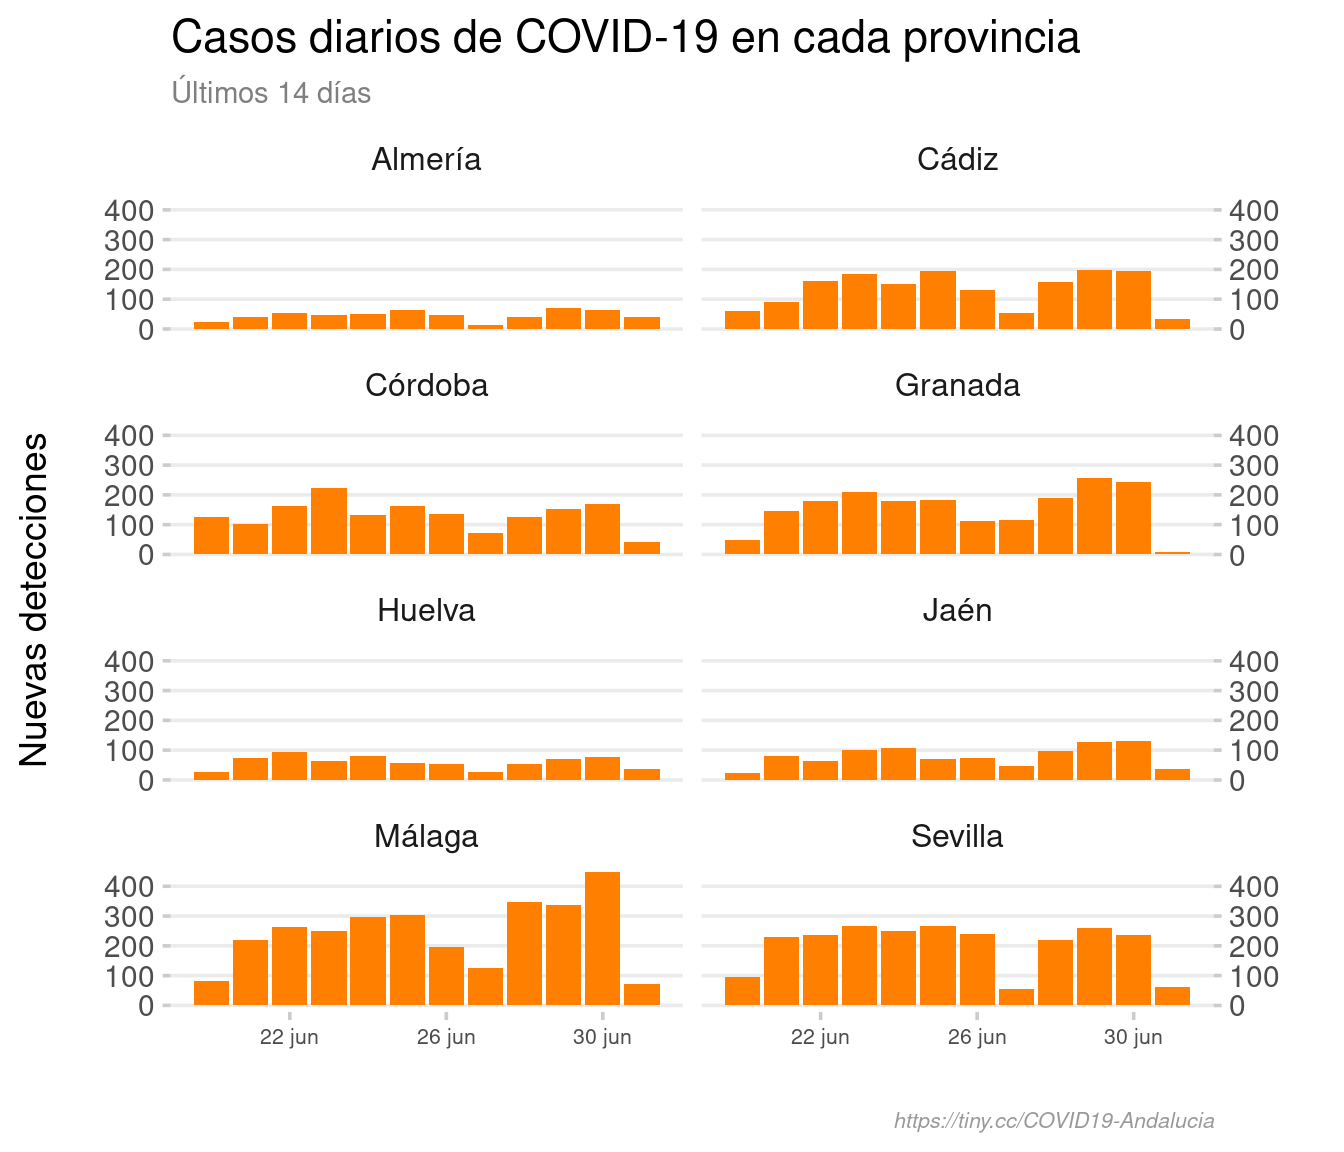 Casos diarios de COVID-19 en cada provincia
Últimos 14 días
Nuevas detecciones
Almería
Cádiz
400
300
200
100
0
400
300
200
100
0
Córdoba
Granada
400
300
200
100
0
400
300
200
100
0
Huelva
Jaén
400
300
200
100
0
400
300
200
100
0
Málaga
Sevilla
400
300
200
100
0
400
300
200
100
0
22 jun
26 jun
30 jun
22 jun
26 jun
30 jun
https://tiny.cc/COVID19-Andalucia